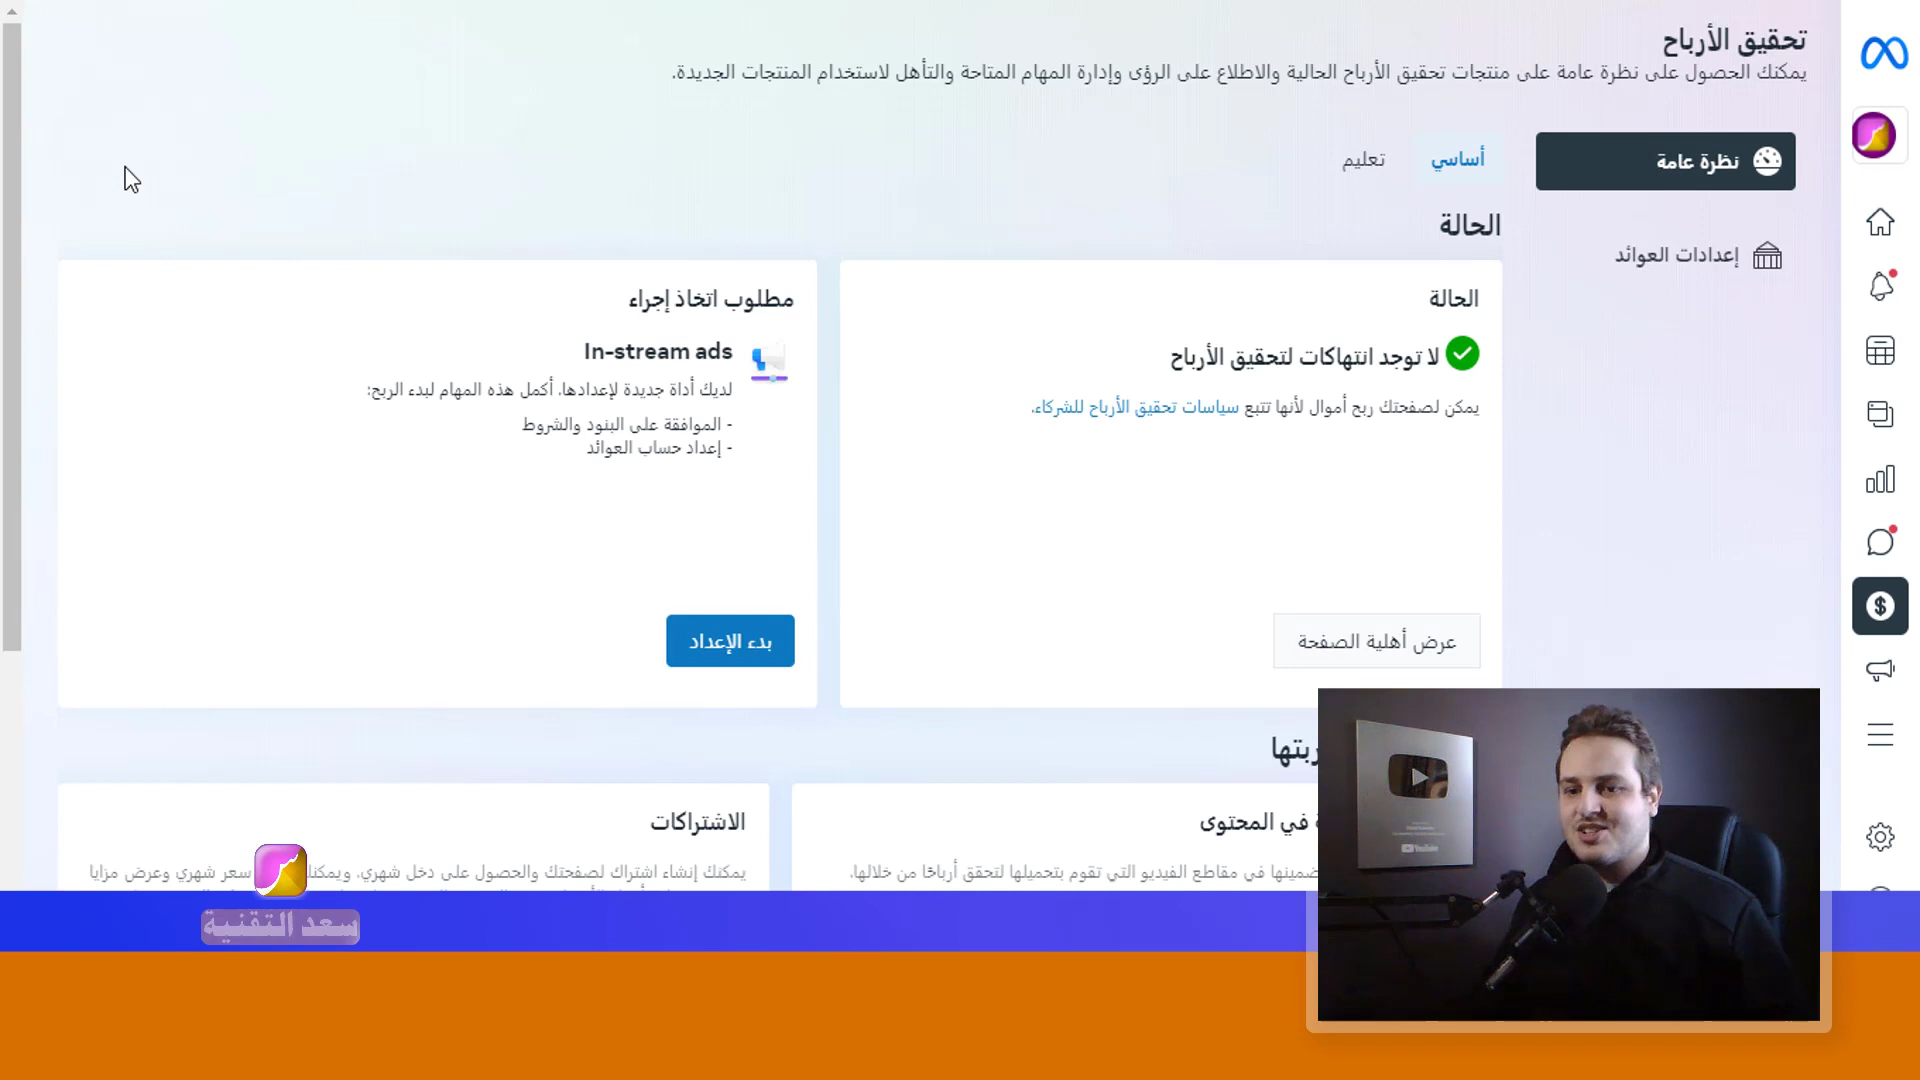 تحقيق الأرباح
يمكنك الحصول على نظرة عامة على منتجات تحقيق الأرباح الحالية والاطلاع على الرؤى وإدارة المهام المتاحة والتأهل لاستخدام المنتجات الجديدة.
نظرة عامة
إعدادات العوائد
أساسي
تعليم
الحالة
الحالة
لا توجد انتهاكات لتحقيق الأرباح
يمكن لصفحتك ربح أموال لأنها تتبع سياسات تحقيق الأرباح للشركاء.
عرض أهلية الصفحة
مطلوب اتخاذ إجراء
In-stream ads
لديك أداة جديدة لإعدادها. أكمل هذه المهام لبدء الربح:
- الموافقة على البنود والشروط
- إعداد حساب العوائد
بدء الإعداد
في المحتوى
في مقاطع الفيديو التي تقوم بتحميلها لتحقق أرباحًا من خلالها.
الاشتراكات
يمكنك إنشاء اشتراك لصفحتك والحصول على دخل شهري، سعر شهري وعرض مزايا
سعد التقنية
YouTube